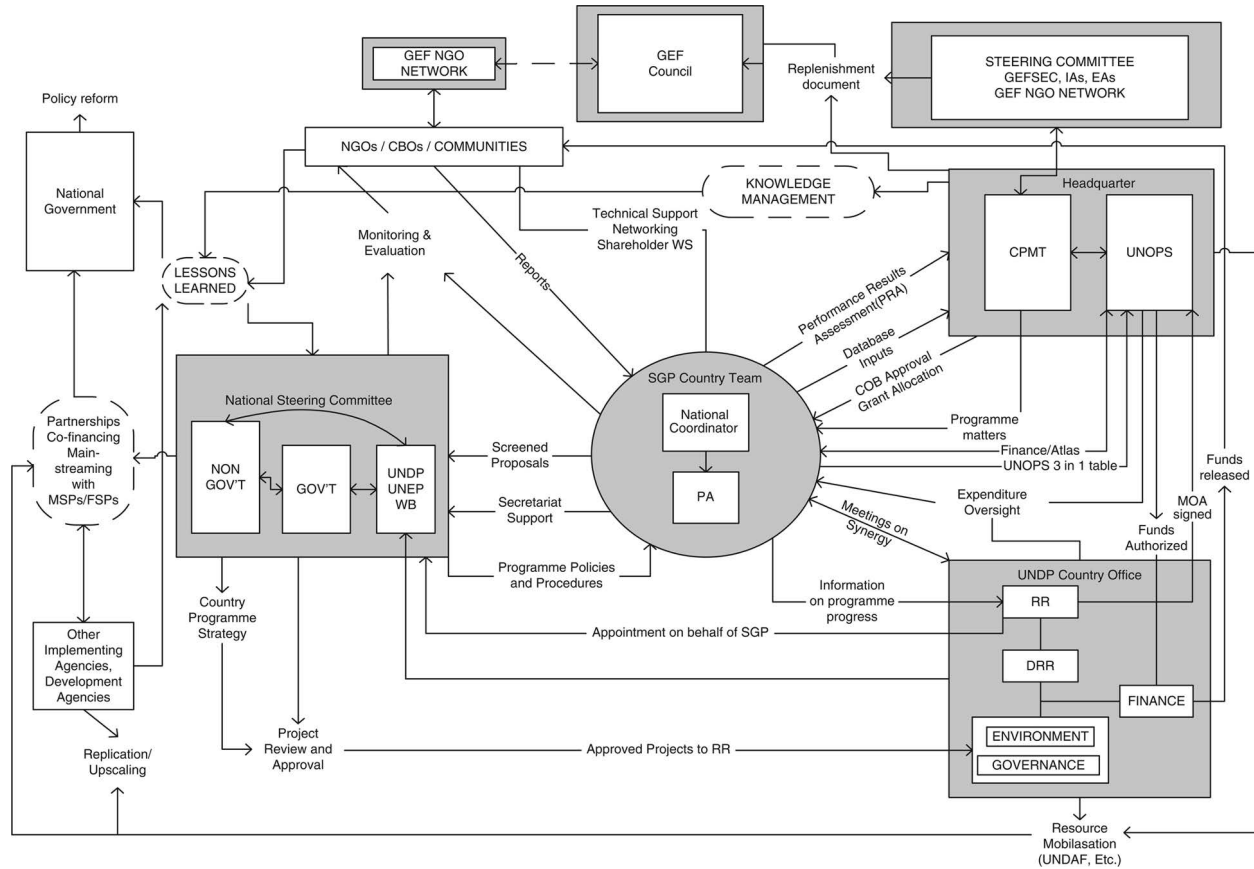 GEF NGO
NETWORK
GEF
Council
Replenishment
document
STEERING COMMITTEE
GEFSEC, IAs, EAs
GEF NGO NETWORK
Policy reform
National
Government
NGOs / CBOs / COMMUNITIES
KNOWLEDGE
MANAGEMENT
Headquarter
CPMT
UNOPS
Technical Support
Networking
Shareholder WS
Monitoring &
Evaluation
Reports
LESSONS
LEARNED
Performance Results
Assessment(PRA)
Database
Inputs
COB Approval
Grant Allocation
SGP Country Team
National
Coordinator
PA
National Steering Committee
NON
GOV'T
GOV'T
UNDP
UNEP
WB
Partnerships
Co-financing
Main-
streaming
with
MSPs/FSPs
Screened
Proposals
Secretariat
Support
Programme Policies
and Procedures
Programme
matters
Finance/Atlas
UNOPS 3 in 1 table
Expenditure
Oversight
Meetings on
Synergy
Funds
released
MOA
signed
Funds
Authorized
Information
on programme
progress
UNDP Country Office
RR
DRR
FINANCE
ENVIRONMENT
GOVERNANCE
Country
Programme
Strategy
Appointment on behalf of SGP
Other
Implementing
Agencies,
Development
Agencies
Project
Review and
Approval
Approved Projects to RR
Replication/
Upscaling
Resource
Mobilasation
(UNDAF, Etc.)